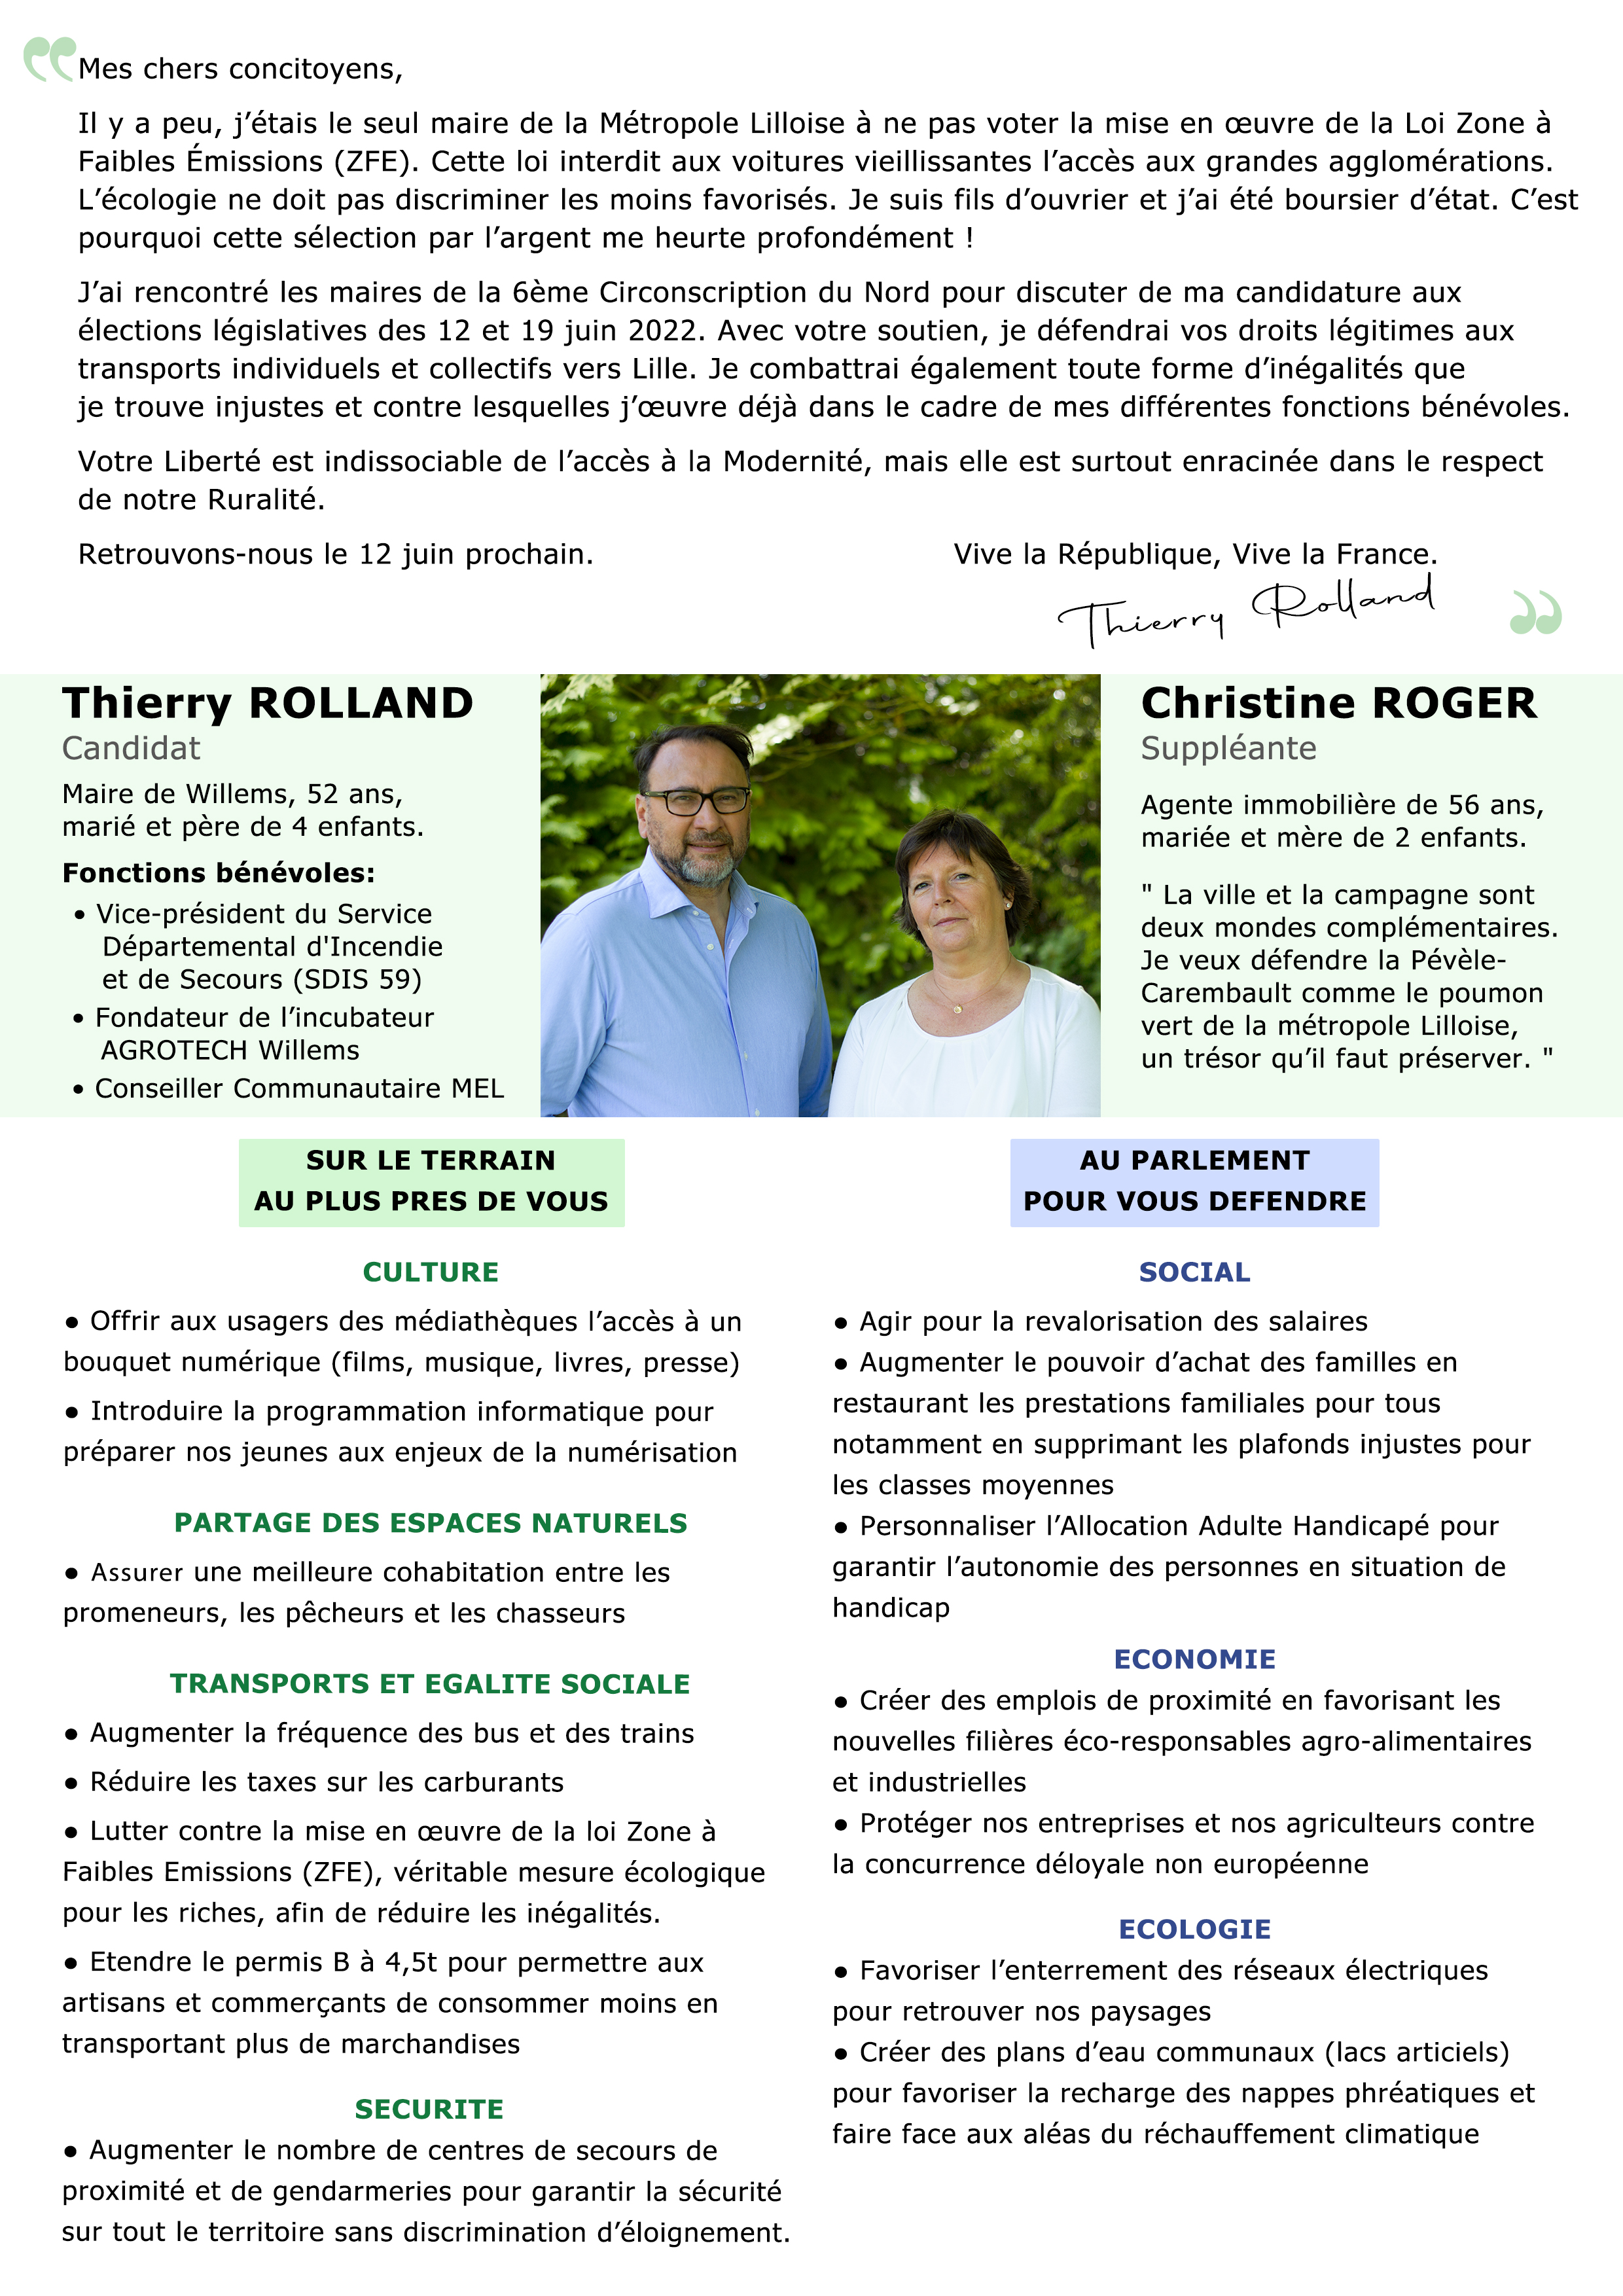 Mes chers concitoyens,
Il y a peu, j’étais le seul maire de la Métropole Lilloise à ne pas voter la mise en œuvre de la Loi Zone à
Faibles Émissions (ZFE). Cette loi interdit aux voitures vieillissantes l’accès aux grandes agglomérations.
L’écologie ne doit pas discriminer les moins favorisés. Je suis fils d’ouvrier et j’ai été boursier d’état. C’est
pourquoi cette sélection par l’argent me heurte profondément !
J’ai rencontré les maires de la 6ème Circonscription du Nord pour discuter de ma candidature aux
élections législatives des 12 et 19 juin 2022. Avec votre soutien, je défendrai vos droits légitimes aux
transports individuels et collectifs vers Lille. Je combattrai également toute forme d’inégalités que
je trouve injustes et contre lesquelles j’œuvre déjà dans le cadre de mes différentes fonctions bénévoles.
Votre Liberté est indissociable de l’accès à la Modernité, mais elle est surtout enracinée dans le respect
de notre Ruralité.
Retrouvons-nous le 12 juin prochain.
Vive la République, Vive la France.
Thierry Rolland
Thierry ROLLAND
Candidat
Maire de Willems, 52 ans,
marié et père de 4 enfants.
Fonctions bénévoles:
• Vice-président du Service
Départemental d'Incendie
et de Secours (SDIS 59)
• Fondateur de l’incubateur
AGROTECH Willems
• Conseiller Communautaire MEL
Christine ROGER
Suppléante
Agente immobilière de 56 ans,
mariée et mère de 2 enfants.
" La ville et la campagne sont
deux mondes complémentaires.
Je veux défendre la Pévèle-
Carembault comme le poumon
vert de la métropole Lilloise,
un trésor qu’il faut préserver. "
SUR LE TERRAIN
AU PLUS PRES DE VOUS
CULTURE
● Offrir aux usagers des médiathèques l’accès à un
bouquet numérique (films, musique, livres, presse)
● Introduire la programmation informatique pour
préparer nos jeunes aux enjeux de la numérisation
PARTAGE DES ESPACES NATURELS
● Assurer une meilleure cohabitation entre les
promeneurs, les pêcheurs et les chasseurs
TRANSPORTS ET EGALITE SOCIALE
● Augmenter la fréquence des bus et des trains
● Réduire les taxes sur les carburants
● Lutter contre la mise en œuvre de la loi Zone à
Faibles Emissions (ZFE), véritable mesure écologique
pour les riches, afin de réduire les inégalités.
● Etendre le permis B à 4,5t pour permettre aux
artisans et commerçants de consommer moins en
transportant plus de marchandises
SECURITE
● Augmenter le nombre de centres de secours de
proximité et de gendarmeries pour garantir la sécurité
sur tout le territoire sans discrimination d’éloignement.
AU PARLEMENT
POUR VOUS DEFENDRE
SOCIAL
● Agir pour la revalorisation des salaires
● Augmenter le pouvoir d’achat des familles en
restaurant les prestations familiales pour tous
notamment en supprimant les plafonds injustes pour
les classes moyennes
● Personnaliser l’Allocation Adulte Handicapé pour
garantir l’autonomie des personnes en situation de
handicap
ECONOMIE
● Créer des emplois de proximité en favorisant les
nouvelles filières éco-responsables agro-alimentaires
et industrielles
● Protéger nos entreprises et nos agriculteurs contre
la concurrence déloyale non européenne
ECOLOGIE
● Favoriser l’enterrement des réseaux électriques
pour retrouver nos paysages
● Créer des plans d’eau communaux (lacs articiels)
pour favoriser la recharge des nappes phréatiques et
faire face aux aléas du réchauffement climatique